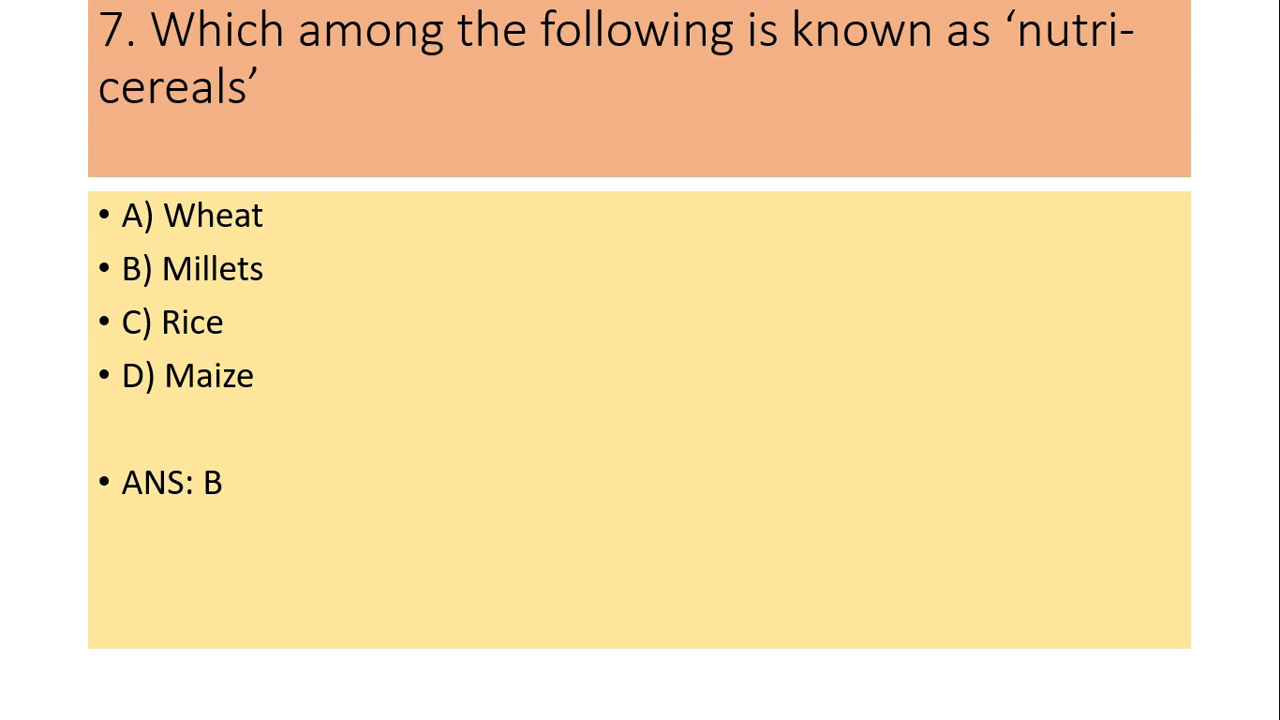 7. Which among the following is known as ‘nutri-
cereals’
• A) Wheat
• B) Millets
• C) Rice
• D) Maize
• ANS: B